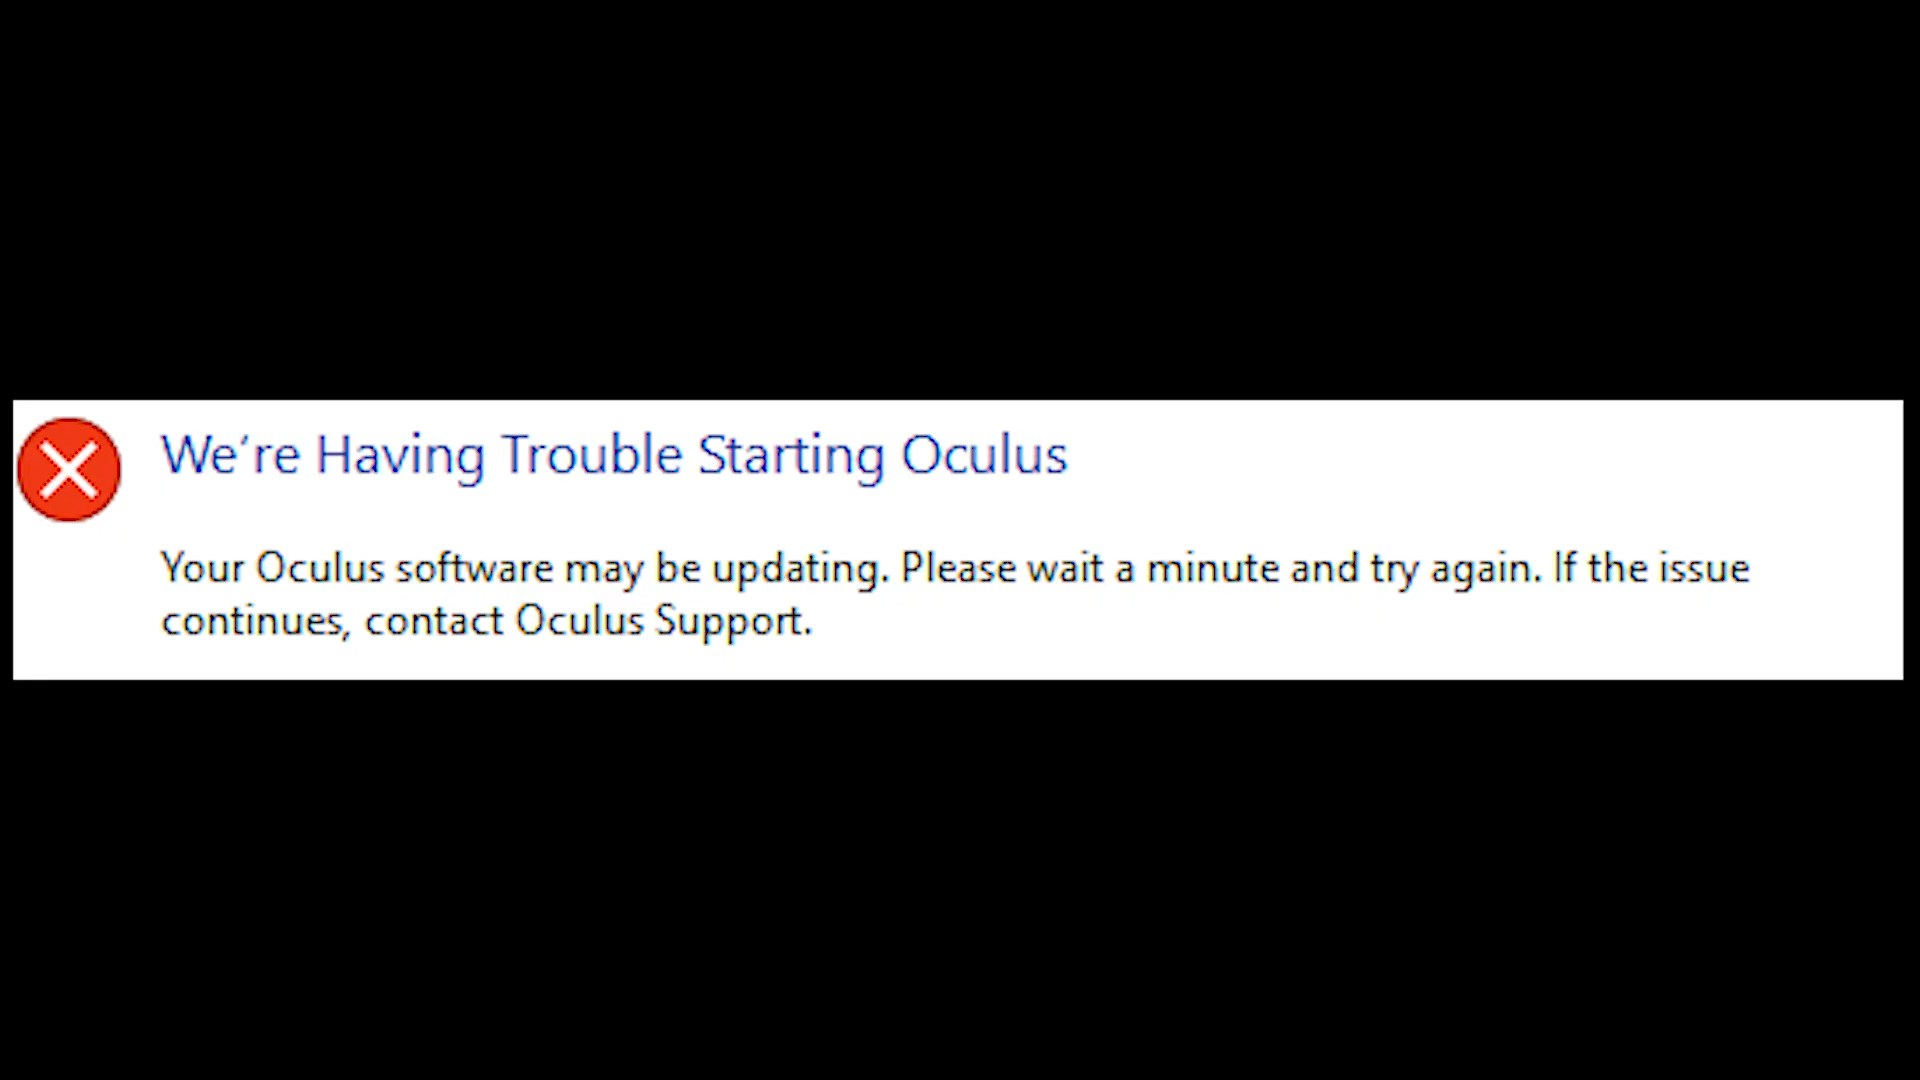 We're Having Trouble Starting Oculus
Your Oculus software may be updating. Please wait a minute and try again. If the issue
continues, contact Oculus Support.